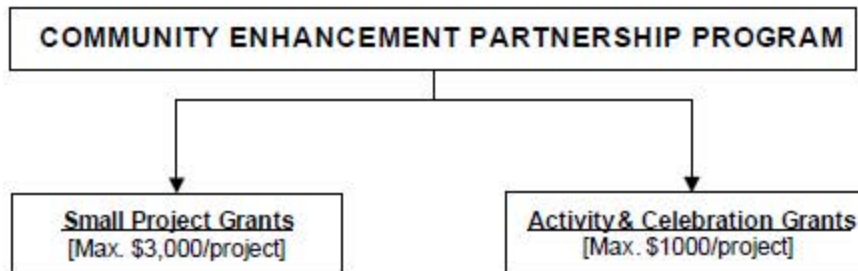 COMMUNITY ENHANCEMENT PARTNERSHIP PROGRAM
Small Project Grants
[Max. $3,000/project]
Activity & Celebration Grants
[Max. $1000/project]